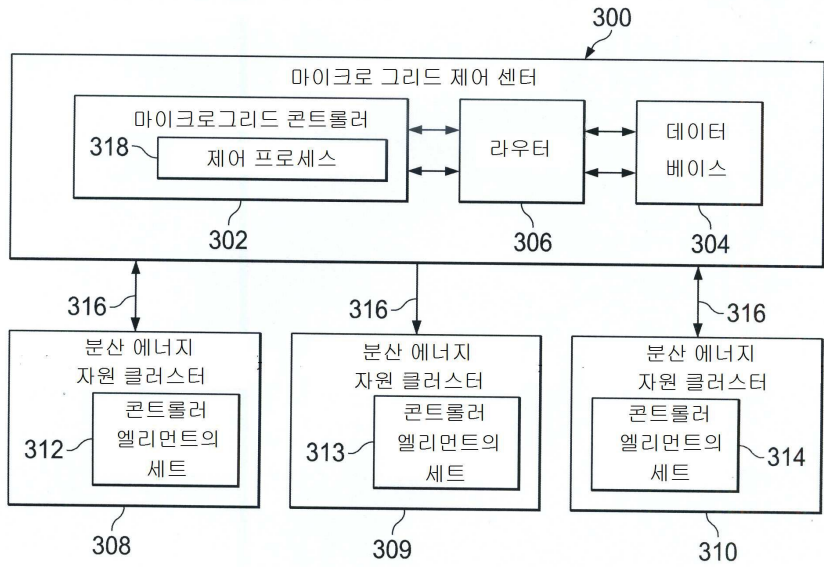 300
마이크로 그리드 제어 센터
마이크로그리드 콘트롤러
318
제어 프로세스
302
라우터
306
데이터
베이스
304
316
316
316
분산 에너지
자원 클러스터
콘트롤러
엘리먼트의
세트
312
308
분산 에너지
자원 클러스터
콘트롤러
엘리먼트의
세트
313
309
분산 에너지
자원 클러스터
콘트롤러
엘리먼트의
세트
314
310